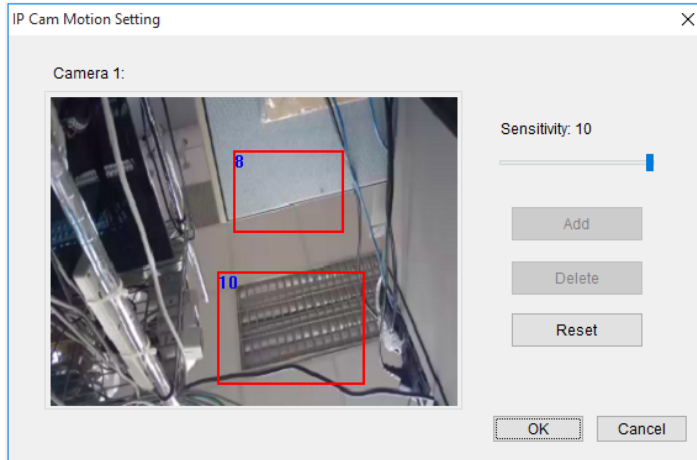 IP Cam Motion Setting
Camera 1:
8
10
Sensitivity: 10
Add
Delete
Reset
OK
Cancel